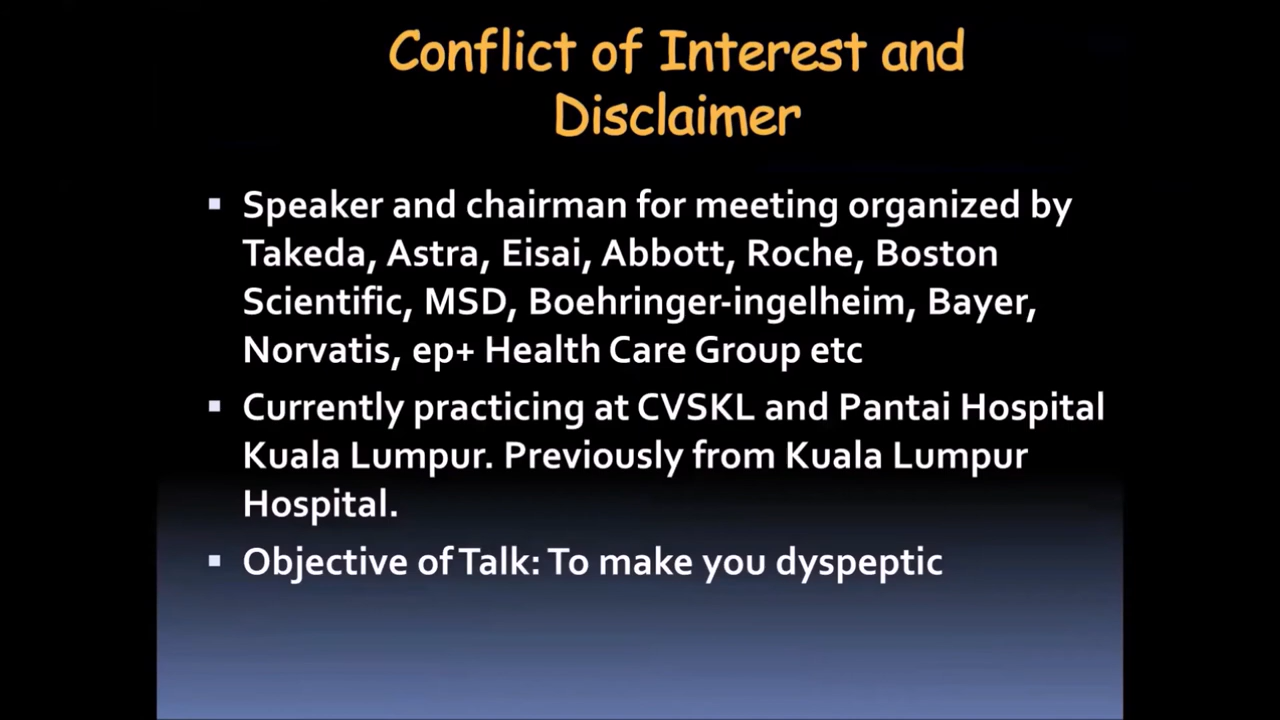 Conflict of Interest and
Disclaimer
▪ Speaker and chairman for meeting organized by
Takeda, Astra, Eisai, Abbott, Roche, Boston
Scientific, MSD, Boehringer-ingelheim, Bayer,
Norvatis, ep+ Health Care Group etc
▪ Currently practicing at CVSKL and Pantai Hospital
Kuala Lumpur. Previously from Kuala Lumpur
Hospital.
▪ Objective of Talk: To make you dyspeptic